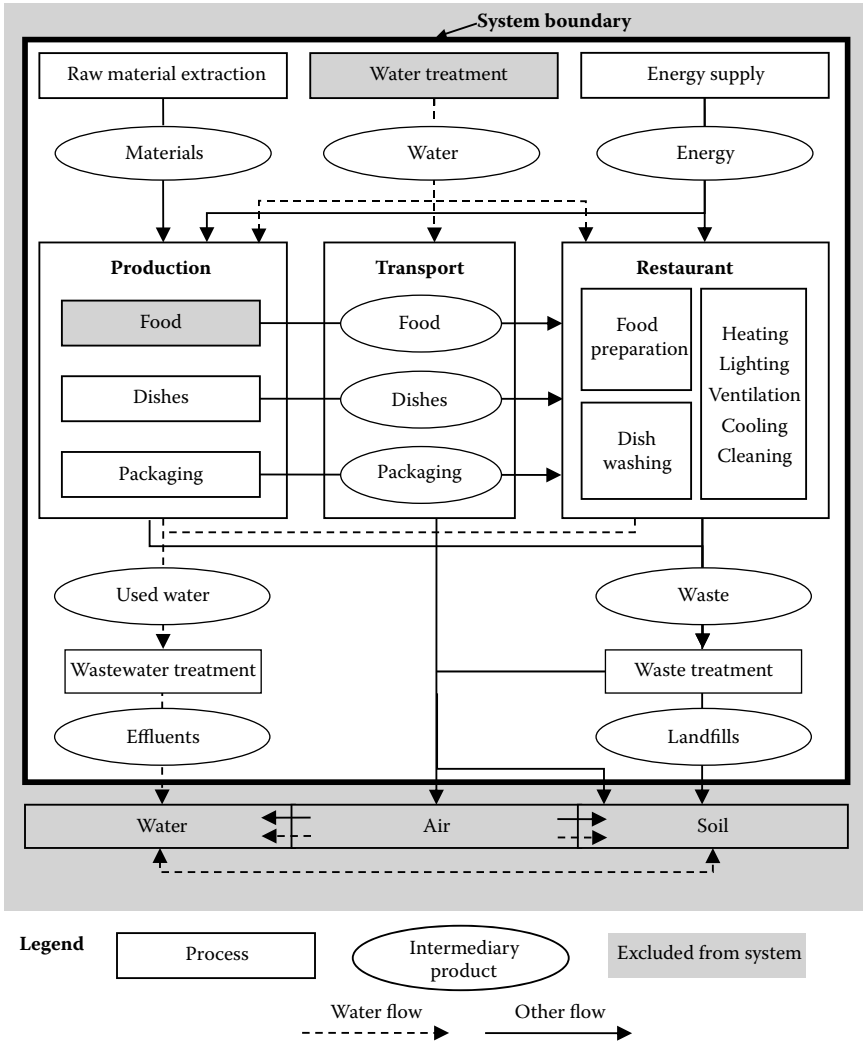 System boundary
Raw material extraction
Water treatment
Energy supply
Materials
Water
Energy
Production
Transport
Restaurant
Food
Food
Food
preparation
Heating
Lighting
Ventilation
Cooling
Cleaning
Dishes
Dishes
Dish
washing
Packaging
Packaging
Used water
Waste
Wastewater treatment
Waste treatment
Effluents
Landfills
Water
Air
Soil
Legend
Process
Intermediary
product
Excluded from system
Water flow
Other flow